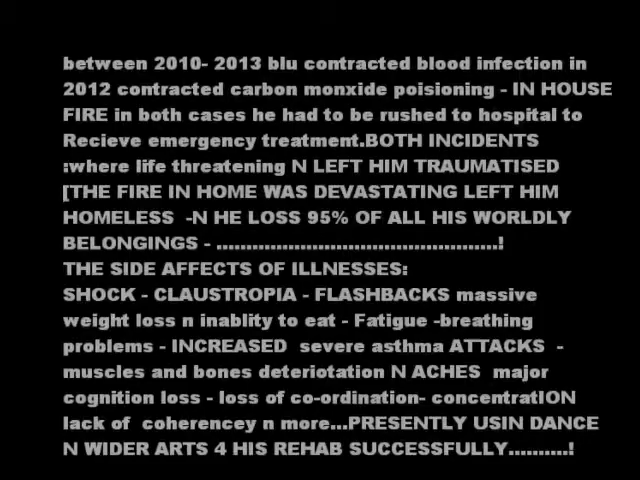 between 2010- 2013 blu contracted blood infection in
2012 contracted carbon monxide poisioning - IN HOUSE
FIRE in both cases he had to be rushed to hospital to
Recieve emergency treatment.BOTH INCIDENTS
:where life threatening N LEFT HIM TRAUMATISED
[THE FIRE IN HOME WAS DEVASTATING LEFT HIM
HOMELESS  -N HE LOSS 95% OF ALL HIS WORLDLY
BELONGINGS - ...............................................!
THE SIDE AFFECTS OF ILLNESSES:
SHOCK - CLAUSTROPIA - FLASHBACKS massive
weight loss n inablity to eat - Fatigue -breathing
problems - INCREASED  severe asthma ATTACKS  -
muscles and bones deteriotation N ACHES  major
cognition loss - loss of co-ordination- concentratION
lack of  coherencey n more...PRESENTLY USIN DANCE
N WIDER ARTS 4 HIS REHAB SUCCESSFULLY..........!